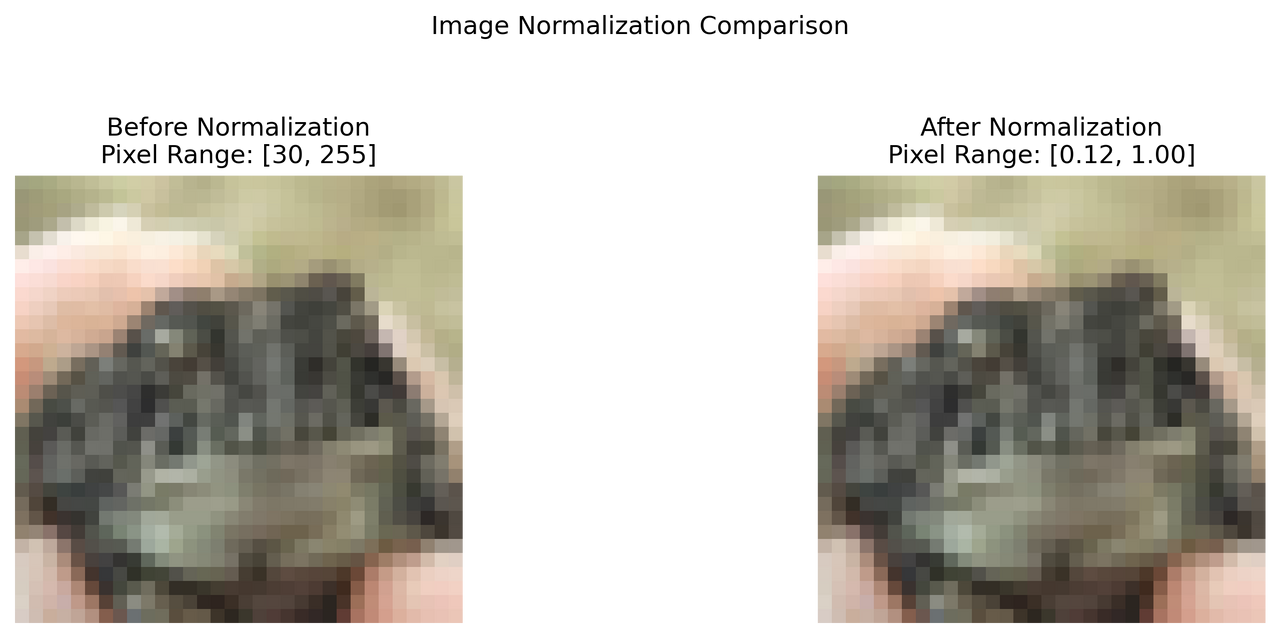 Image Normalization Comparison
Before Normalization
Pixel Range: [30, 255]
After Normalization
Pixel Range: [0.12, 1.00]